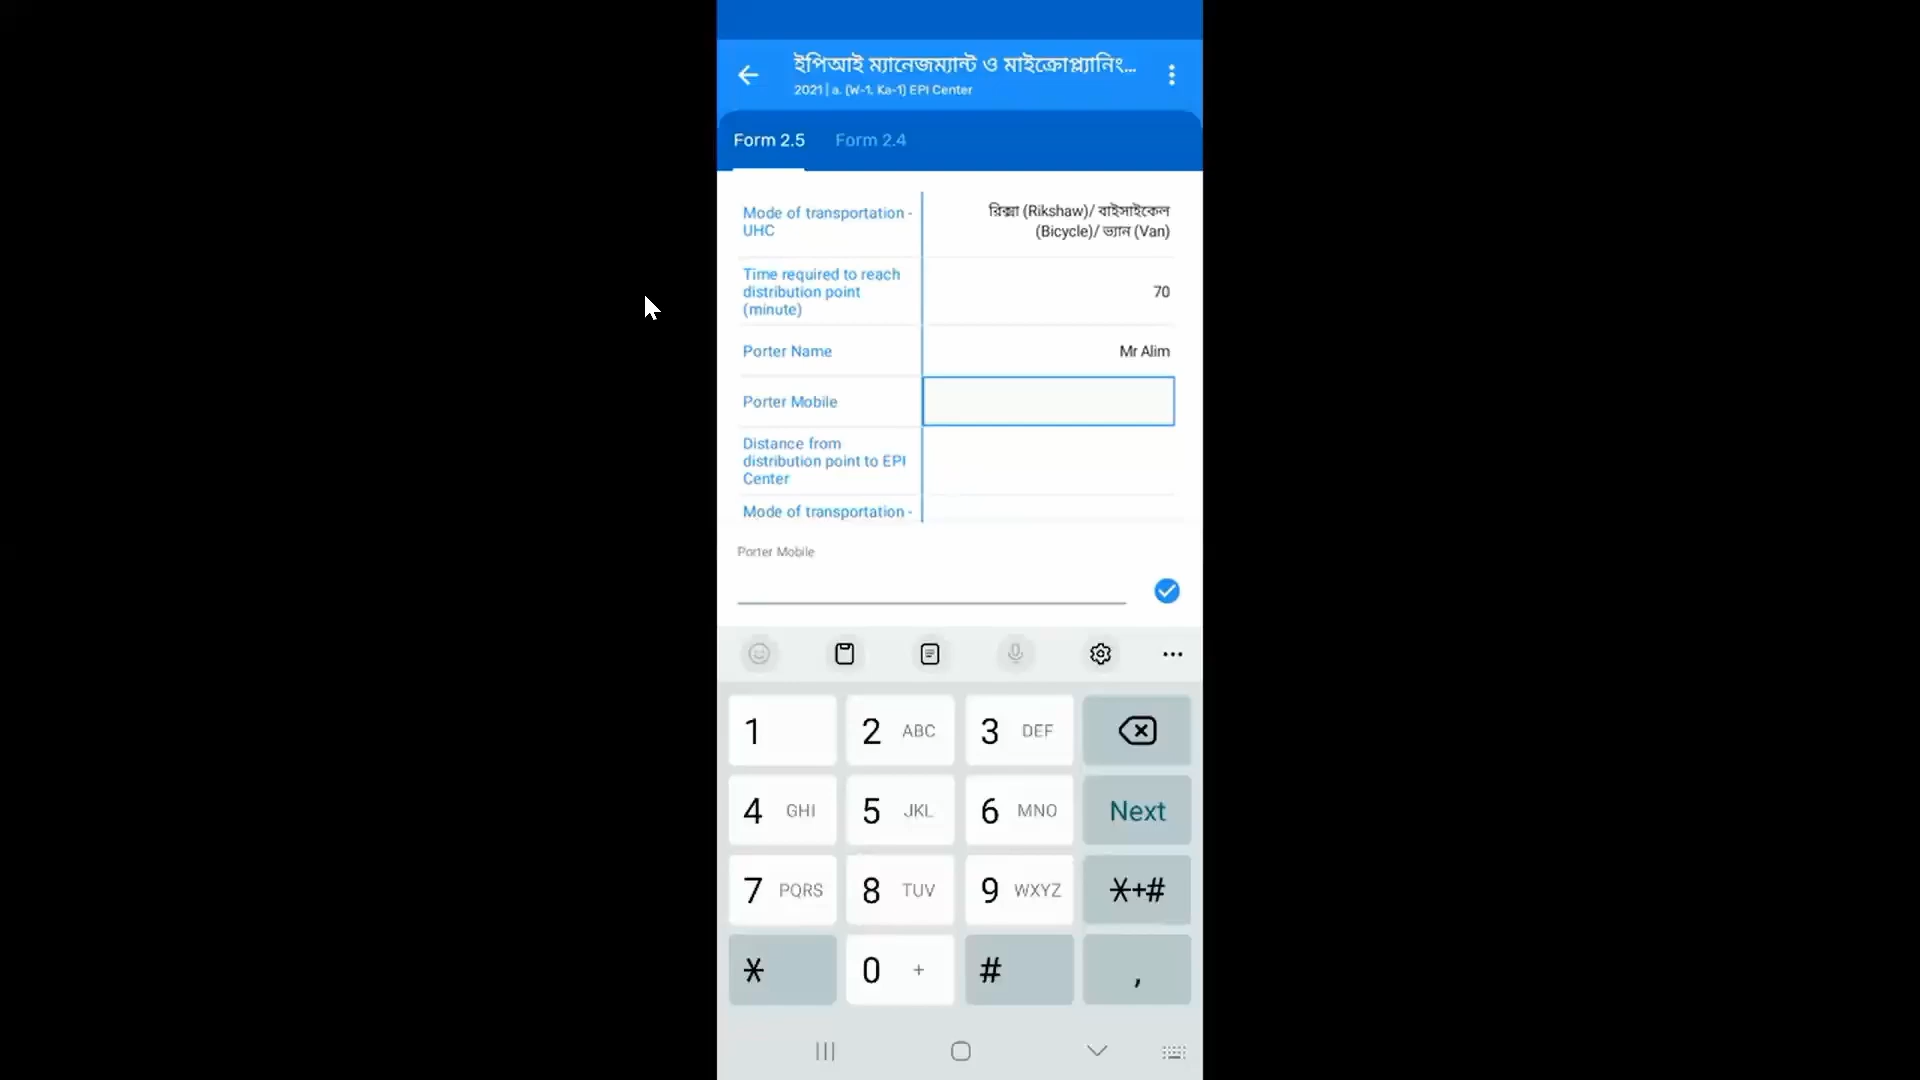 ইপিআই ম্যানেজম্যান্ট ও মাইক্রোপ্ল্যানিং...
2021 | a. (W-1, Ka-1) EPI Center
Form 2.5 Form 2.4
Mode of transportation -
UHC
রিক্সা (Rikshaw)/ বাইসাইকেল
(Bicycle)/ ভ্যান (Van)
Time required to reach
distribution point
(minute)
70
Porter Name
Mr Alim
Porter Mobile
Distance from
distribution point to EPI
Center
Mode of transportation -
Porter Mobile
1 2 ABC 3 DEF
4 GHI 5 JKL 6 MNO Next
7 PQRS 8 TUV 9 WXYZ *+#
* 0 + # ,